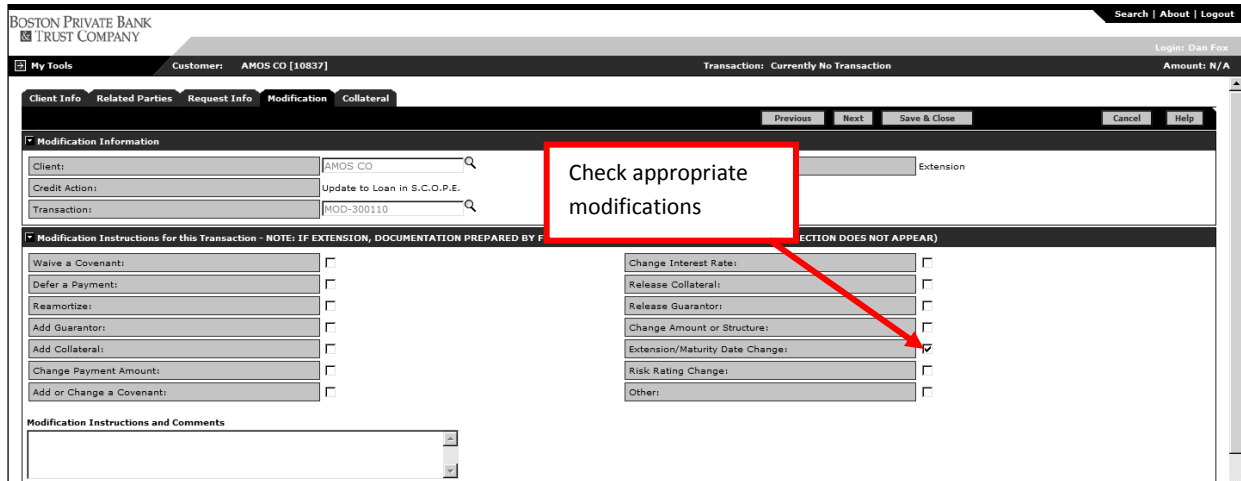 Search | About | Logout
BOSTON PRIVATE BANK
TRUST COMPANY
Login: Dan Fox
My Tools Customer: AMOS CO [10837] Transaction: Currently No Transaction Amount: N/A
Client Info Related Parties Request Info Modification Collateral
Previous Next Save & Close Cancel Help
Modification Information
Client: AMOS CO Extension
Credit Action: Update to Loan in S.C.O.P.E.
Transaction: MOD-300110
Check appropriate
modifications
Modification Instructions for this Transaction - NOTE: IF EXTENSION, DOCUMENTATION PREPARED BY F ECTION DOES NOT APPEAR)
Waive a Covenant: Change Interest Rate:
Defer a Payment: Release Collateral:
Reamortize: Release Guarantor:
Add Guarantor: Change Amount or Structure:
Add Collateral: Extension/Maturity Date Change:
Change Payment Amount: Risk Rating Change:
Add or Change a Covenant: Other:
Modification Instructions and Comments